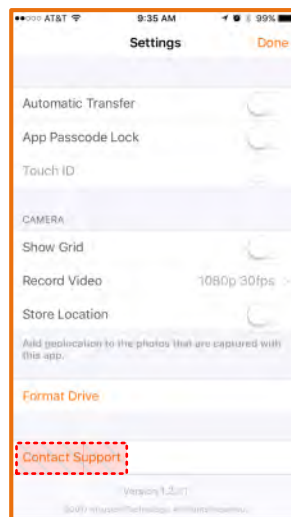 AT&T 9:35 AM 99%
Settings Done
Automatic Transfer
App Passcode Lock
Touch ID
CAMERA
Show Grid
Record Video 1080p 30fps >
Store Location
Add geolocation to the photos that are captured with
this app.
Format Drive
Contact Support